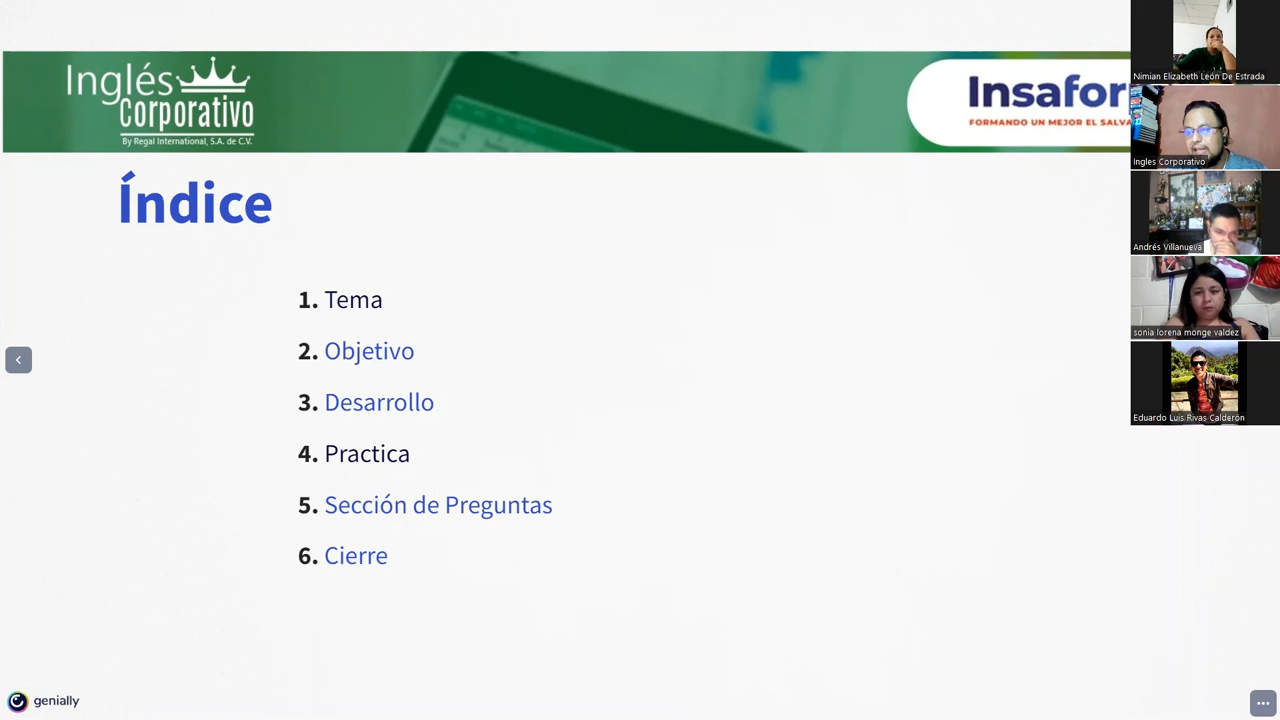 Inglés
Corporativo
By Regal International, S.A. de C.V.
Insafor
FORMANDO UN MEJOR EL SALVA
Índice
1. Tema
2. Objetivo
3. Desarrollo
4. Practica
5. Sección de Preguntas
6. Cierre
genially
Nimian Elizabeth León De Estrada
Ingles Corporativo
Andrés Villanueva
sonia lorena monge valdez
Eduardo Luis Rivas Calderón